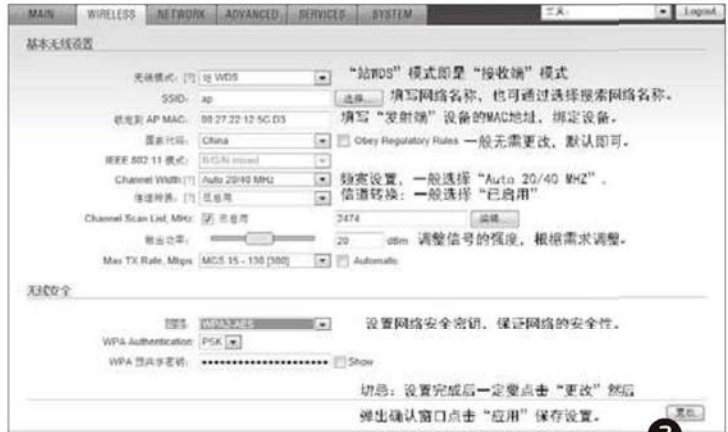 MAIN WIRELESS NETWORK ADVANCED SERVICES SYSTEM 工具: Logout
基本无线设置
无线模式: [?] 站 WDS “站WDS”模式即是“接收端”模式
SSID: ap 选择... 填写网络名称，也可通过选择搜索网络名称。
锁定到 AP MAC: 00:27:22:12:5C:D3 填写“发射端”设备的MAC地址，绑定设备。
国家代码: China Obey Regulatory Rules 一般无需更改，默认即可。
IEEE 802.11 模式: B/G/N mixed
Channel Width:[?] Auto 20/40 MHz 频宽设置，一般选择“Auto 20/40 MHZ”，
信道转换: [?] 已启用 信道转换：一般选择“已启用”
Channel Scan List, MHz: 已启用 2474 编辑...
输出功率: 20 dBm 调整信号的强度，根据需求调整。
Max TX Rate, Mbps: MCS 15 - 130 [300] Automatic
无线安全
WPA2-AES 设置网络安全密钥，保证网络的安全性。
WPA Authentication: PSK
WPA 预共享密钥: Show
切忌：设置完成后一定要点击“更改”然后
弹出确认窗口点击“应用”保存设置。 更改